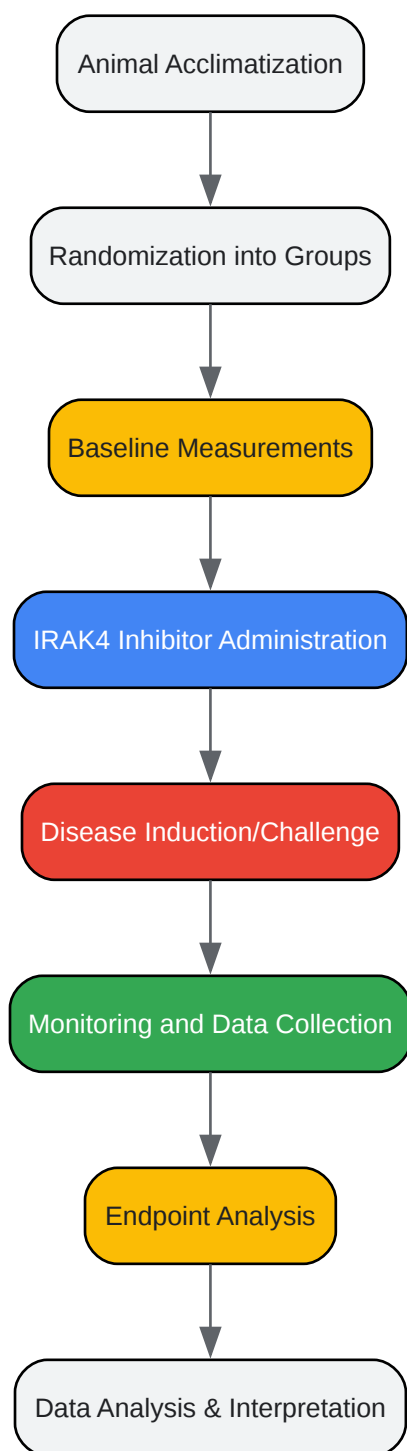 Animal Acclimatization
Randomization into Groups
Baseline Measurements
IRAK4 Inhibitor Administration
Disease Induction/Challenge
Monitoring and Data Collection
Endpoint Analysis
Data Analysis & Interpretation